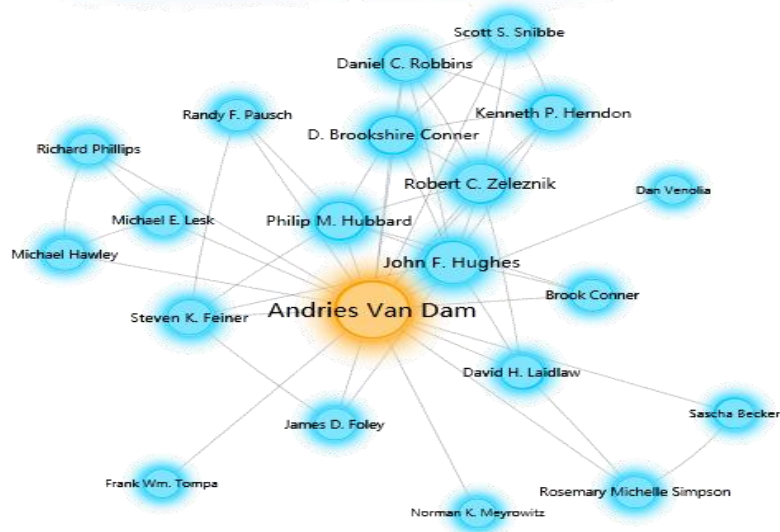 Scott S. Snibbe
Daniel C. Robbins
Randy F. Pausch
Kenneth P. Herndon
D. Brookshire Conner
Richard Phillips
Robert C. Zeleznik
Dan Venolia
Michael E. Lesk
Philip M. Hubbard
Michael Hawley
John F. Hughes
Brook Conner
Steven K. Feiner
Andries Van Dam
David H. Laidlaw
Sascha Becker
James D. Foley
Frank Wm. Tompa
Rosemary Michelle Simpson
Norman K. Meyrowitz